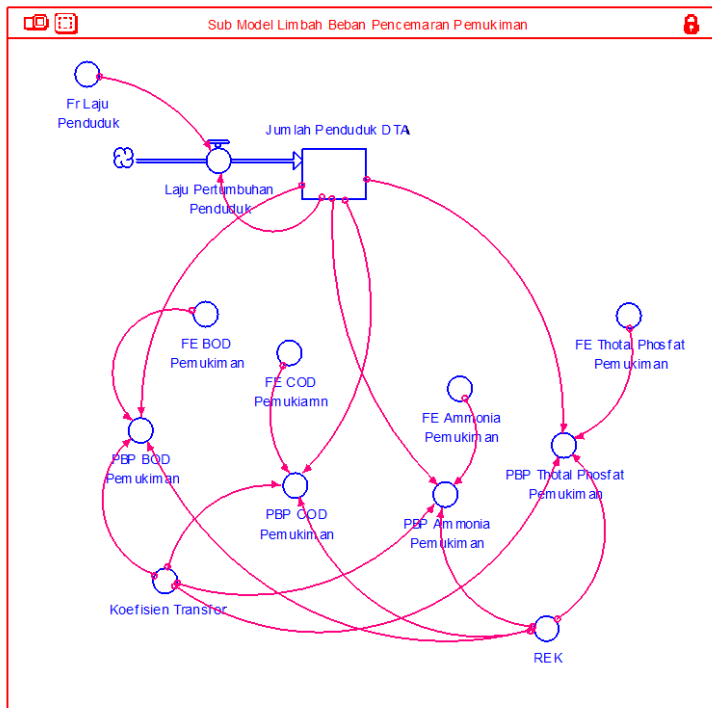 Sub Model Limbah Beban Pencemaran Pemukiman
Fr Laju
Penduduk
Jumlah Penduduk DTA
Laju Pertumbuhan
Penduduk
FE BOD
Pemukiman
FE COD
Pemukiamn
FE Thotal Phosfat
Pemukiman
FE Ammonia
Pemukiman
PBP BOD
Pemukiman
PBP COD
Pemukiman
PBP Ammonia
Pemukiman
PBP Thotal Phosfat
Pemukiman
Koefisien Transfor
REK